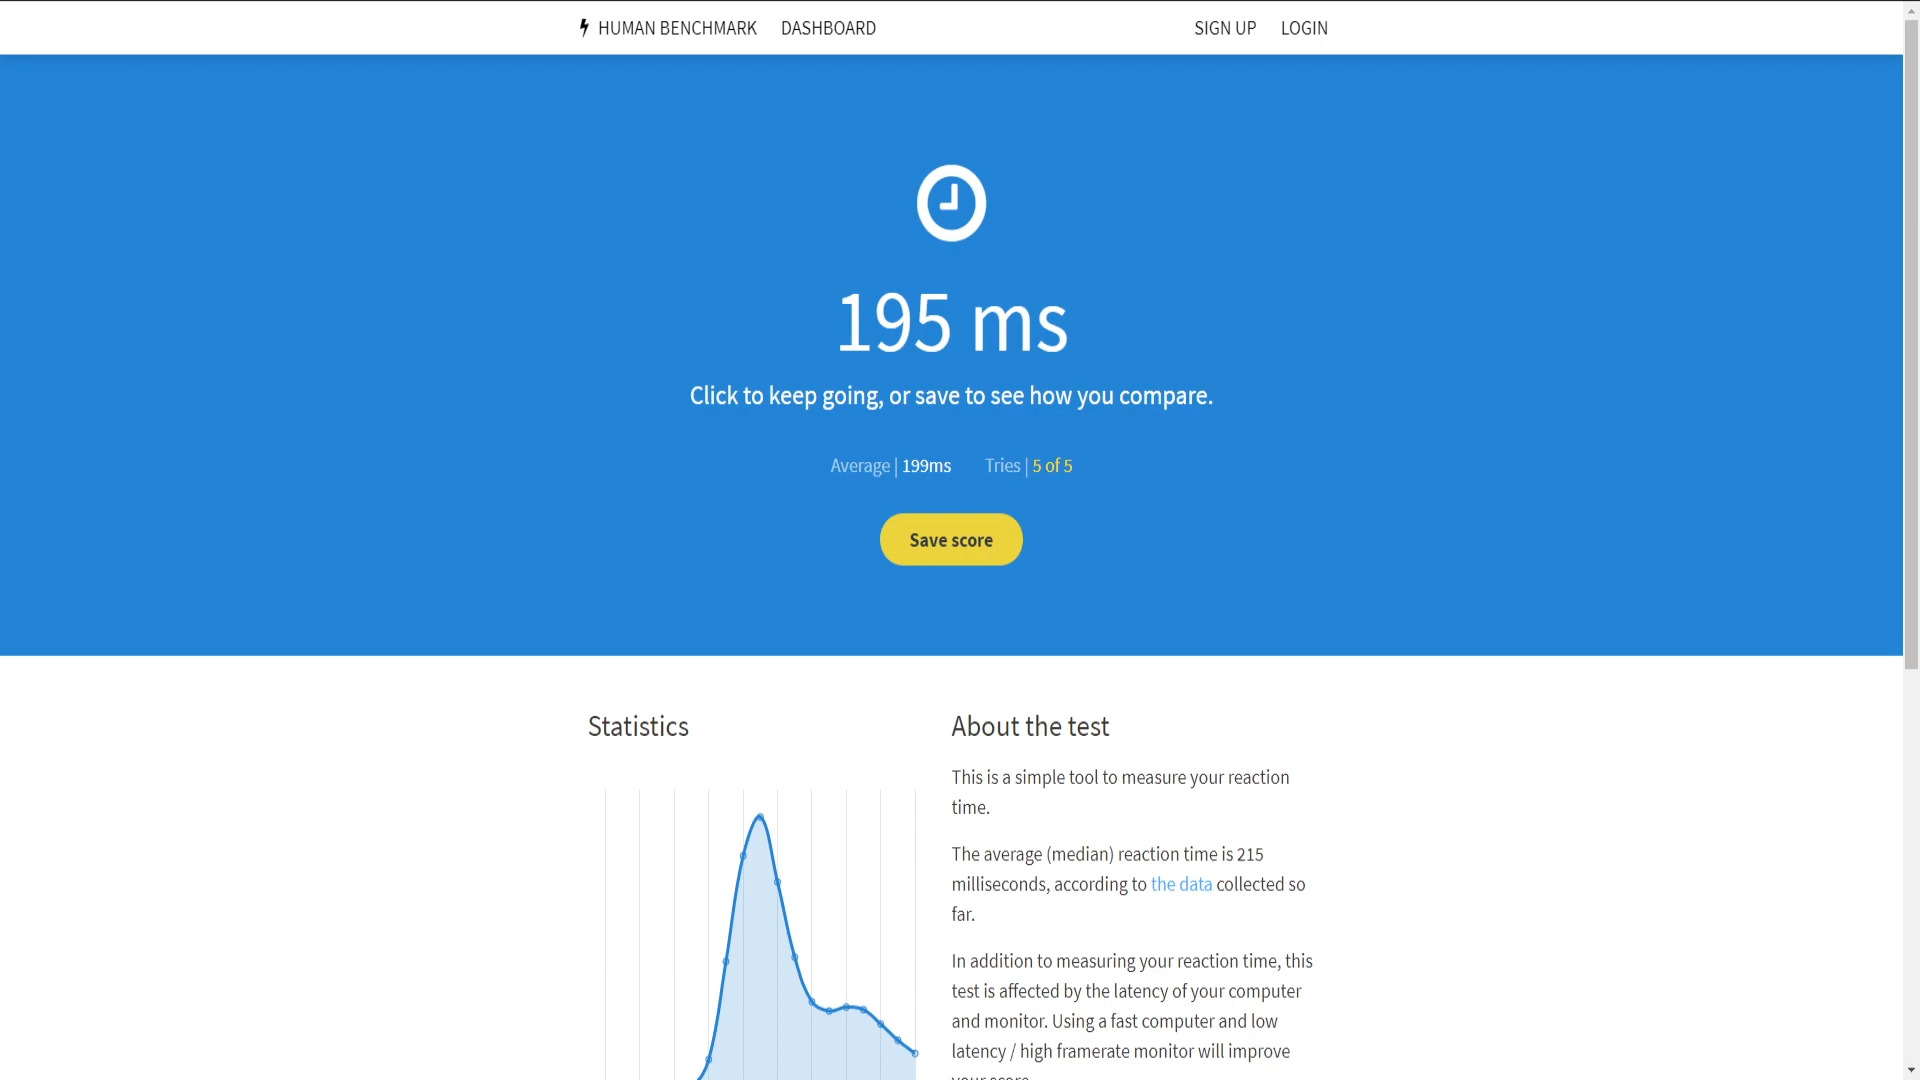 HUMAN BENCHMARK DASHBOARD SIGN UP LOGIN
195 ms
Click to keep going, or save to see how you compare.
Average | 199ms Tries | 5 of 5
Save score
Statistics
About the test
This is a simple tool to measure your reaction
time.
The average (median) reaction time is 215
milliseconds, according to the data collected so
far.
In addition to measuring your reaction time, this
test is affected by the latency of your computer
and monitor. Using a fast computer and low
latency / high framerate monitor will improve
your score.